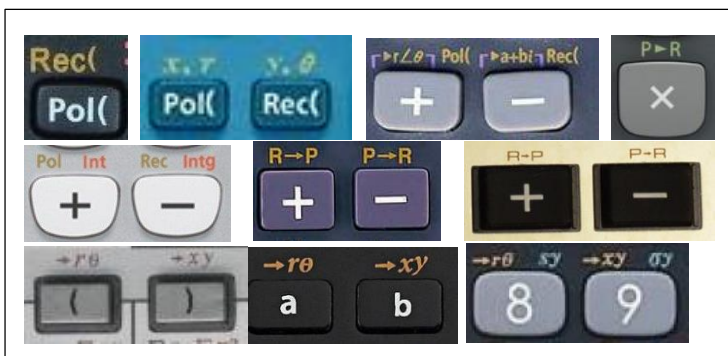 Rec(
Pol(
x, r y, θ
Pol( Rec(
▸r∠θ Pol( ▸a+bi Rec(
+ −
P►R
×
Pol Int Rec Intg
+ −
R→P P→R
+ −
R→P P→R
+ −
→rθ →xy
( )
→rθ →xy
a b
→rθ sy →xy σy
8 9